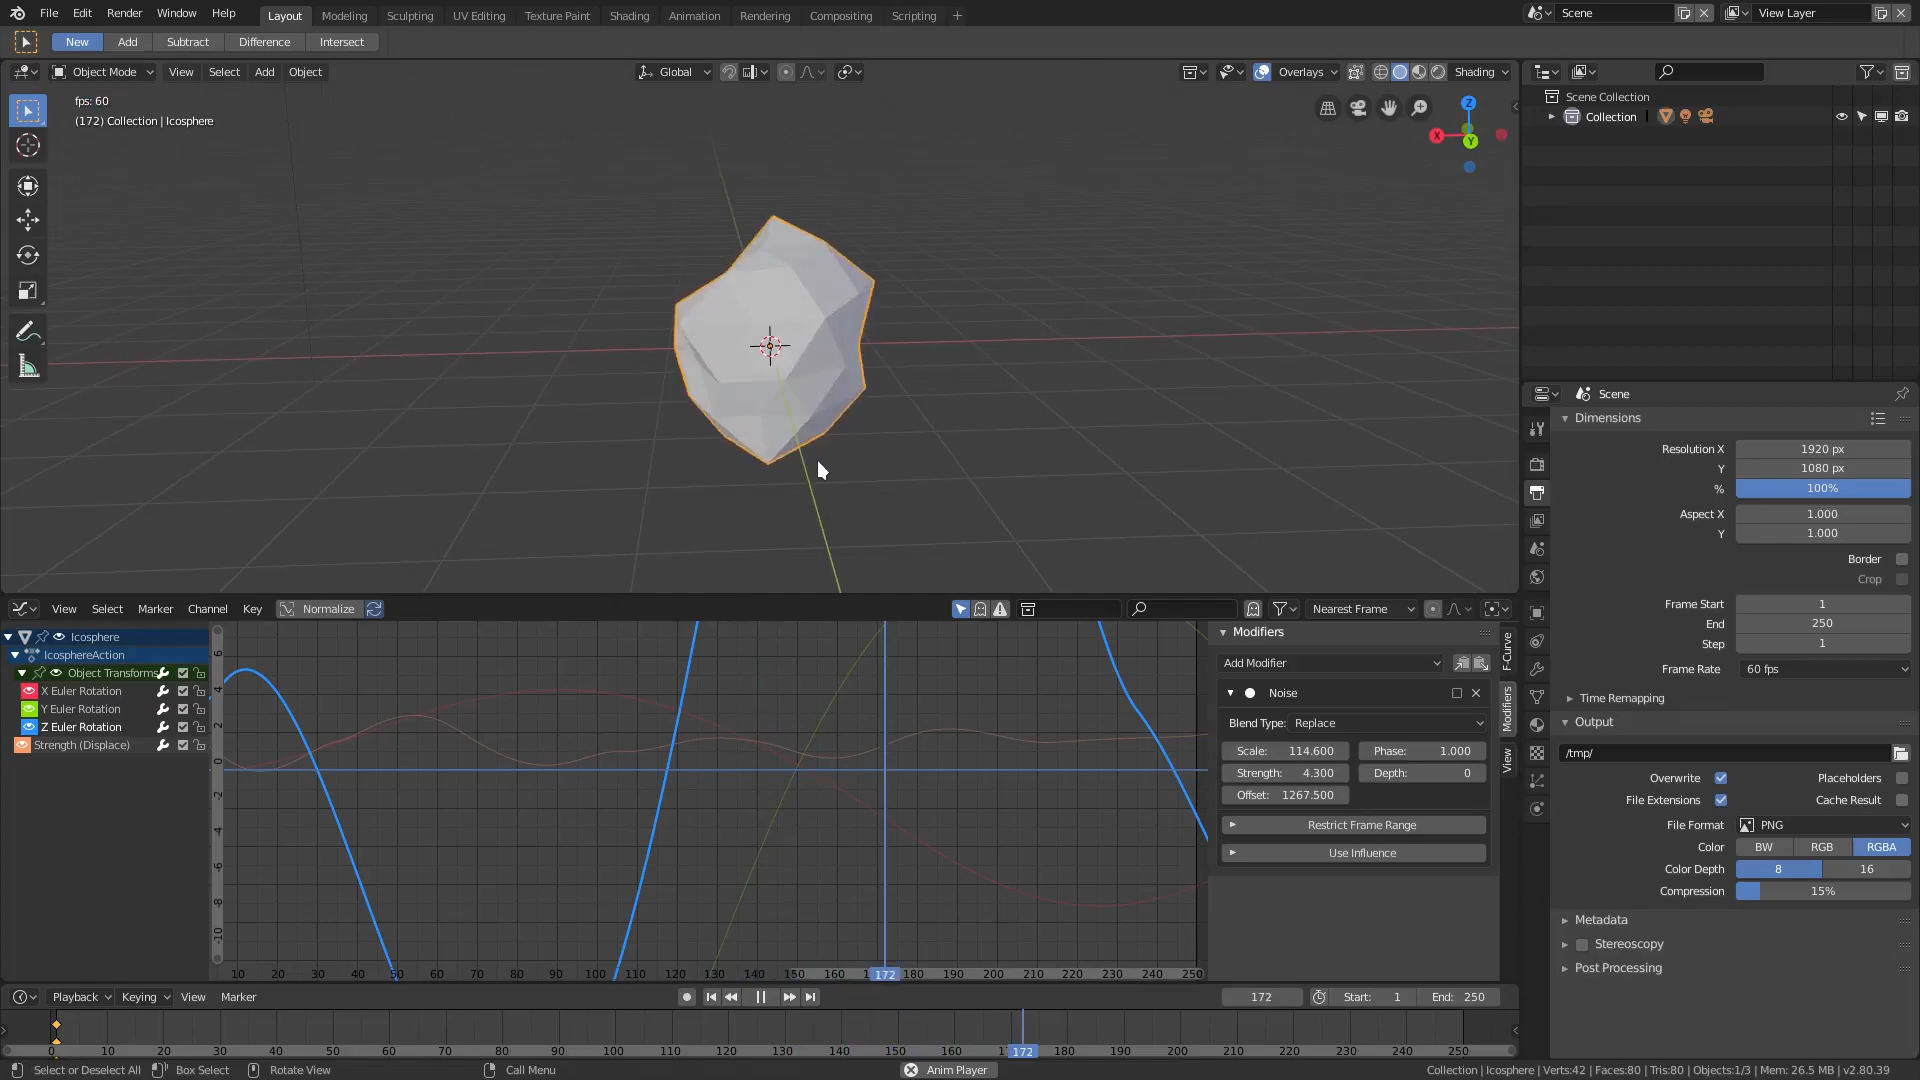 File Edit Render Window Help Layout Modeling Sculpting UV Editing Texture Paint Shading Animation Rendering Compositing Scripting + Scene View Layer
New Add Subtract Difference Intersect
Object Mode View Select Add Object Global Overlays Shading
fps: 60
(172) Collection | Icosphere
Z
X
Y
Scene Collection
Collection
Scene
Dimensions
Resolution X 1920 px
Y 1080 px
% 100%
Aspect X 1.000
Y 1.000
Border
Crop
Frame Start 1
End 250
Step 1
Frame Rate 60 fps
Time Remapping
Output
/tmp/
Overwrite Placeholders
File Extensions Cache Result
File Format PNG
Color BW RGB RGBA
Color Depth 8 16
Compression 15%
Metadata
Stereoscopy
Post Processing
View Select Marker Channel Key Normalize Nearest Frame
Icosphere
IcosphereAction
Object Transforms
X Euler Rotation
Y Euler Rotation
Z Euler Rotation
Strength (Displace)
6
4
2
0
-2
-4
-6
-8
-10
10 20 30 40 50 60 70 80 90 100 110 120 130 140 150 160 172 180 190 200 210 220 230 240 250
Modifiers
Add Modifier
Noise
Blend Type: Replace
Scale: 114.600 Phase: 1.000
Strength: 4.300 Depth: 0
Offset: 1267.500
Restrict Frame Range
Use Influence
F-Curve
Modifiers
View
Playback Keying View Marker 172 Start: 1 End: 250
0 10 20 30 40 50 60 70 80 90 100 110 120 130 140 150 160 172 180 190 200 210 220 230 240 250
Select or Deselect All Box Select Rotate View Call Menu Anim Player Collection | Icosphere | Verts:42 | Faces:80 | Tris:80 | Objects:1/3 | Mem: 26.5 MB | v2.80.39